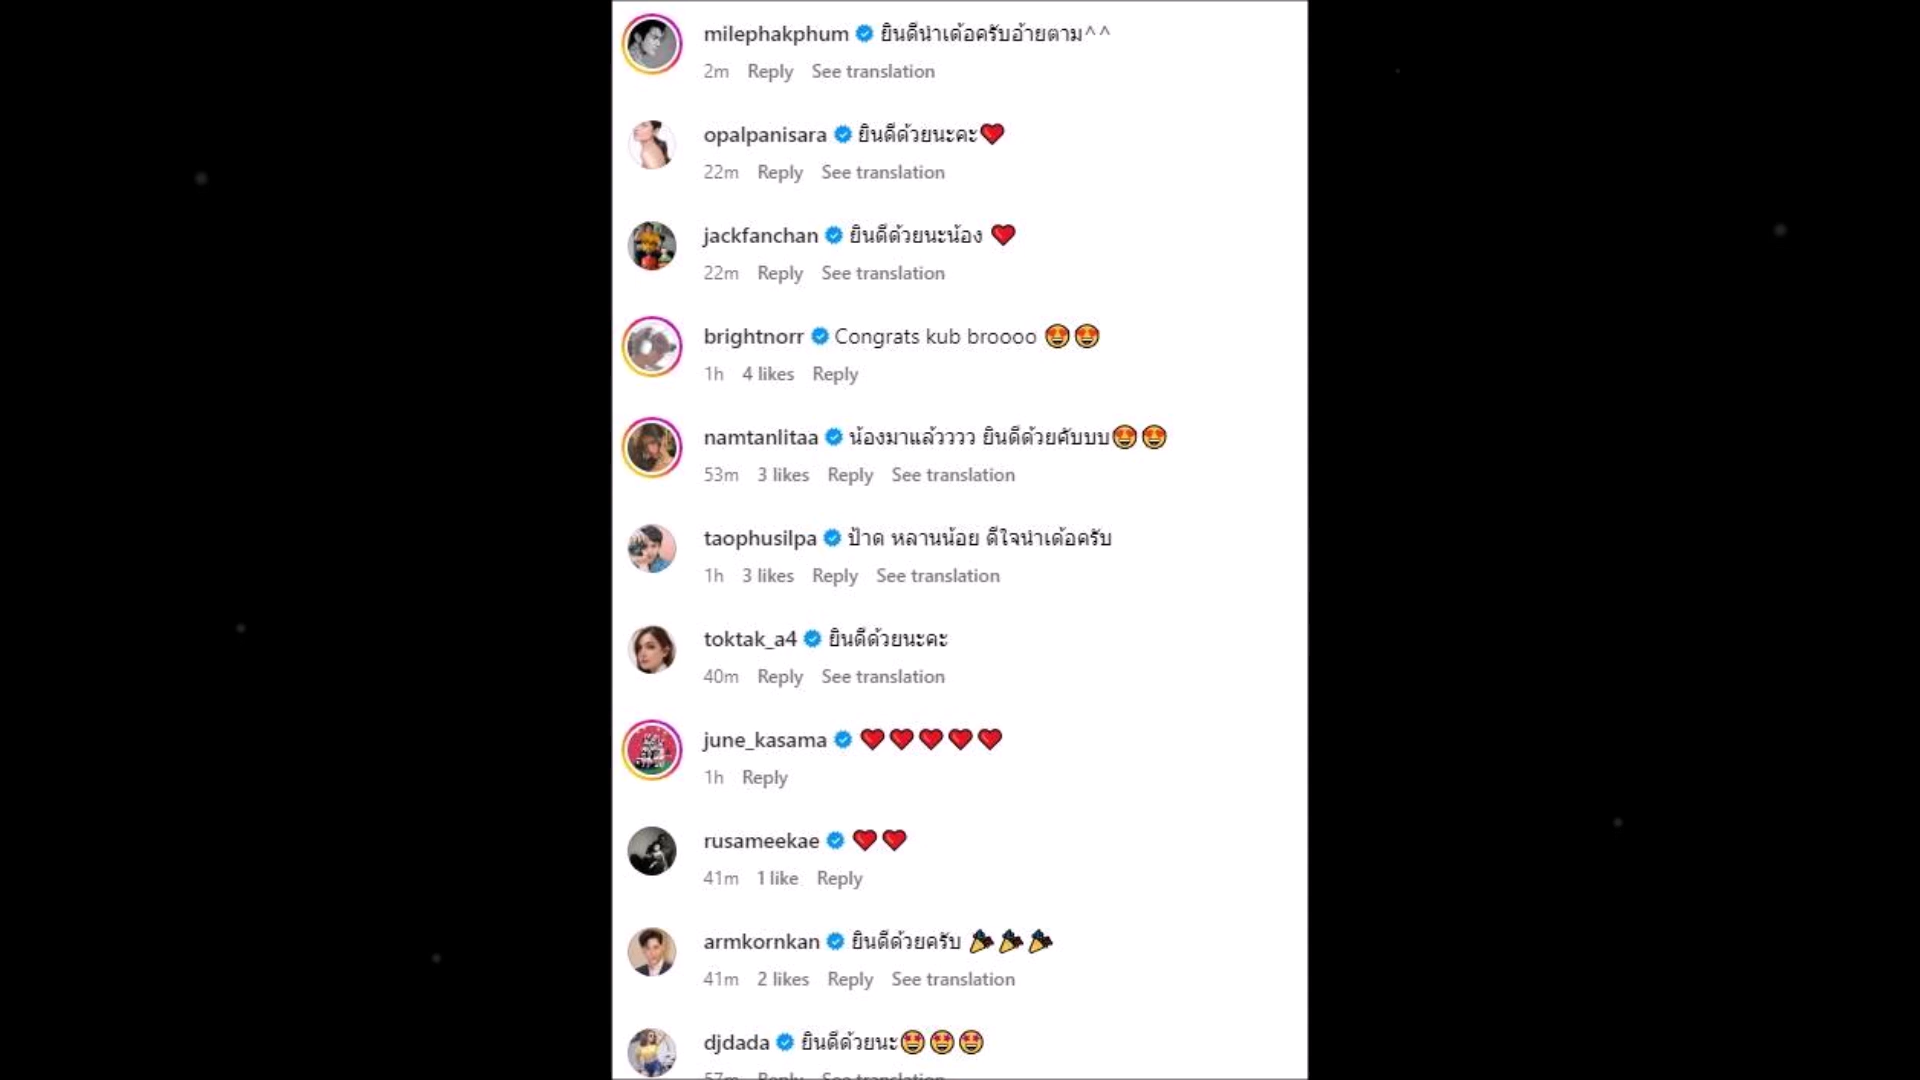 milephakphum ยินดีนำเด้อครับอ้ายตาม^^
2m Reply See translation
opalpanisara ยินดีด้วยนะคะ❤️
22m Reply See translation
jackfanchan ยินดีด้วยนะน้อง ❤️
22m Reply See translation
brightnorr Congrats kub broooo 😍😍
1h 4 likes Reply
namtanlitaa น้องมาแล้วววว ยินดีด้วยคับบบ😍😍
53m 3 likes Reply See translation
taophusilpa ป้าด หลานน้อย ดีใจนำเด้อครับ
1h 3 likes Reply See translation
toktak_a4 ยินดีด้วยนะคะ
40m Reply See translation
june_kasama ❤️❤️❤️❤️❤️
1h Reply
rusameekae ❤️❤️
41m 1 like Reply
armkornkan ยินดีด้วยครับ 🎉🎉🎉
41m 2 likes Reply See translation
djdada ยินดีด้วยนะ🤩🤩🤩
57m Reply See translation